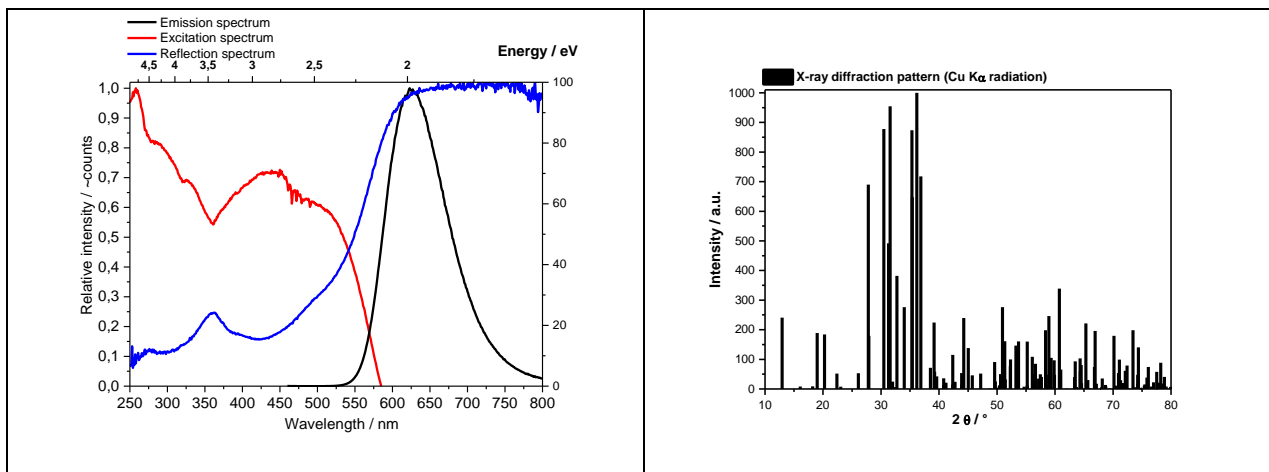 Emission spectrum
Excitation spectrum
Reflection spectrum
Energy / eV
4,5 4 3,5 3 2,5 2
1,0
0,9
0,8
0,7
0,6
0,5
0,4
0,3
0,2
0,1
0,0
Relative intensity / ~counts
100
80
60
40
20
0
250 300 350 400 450 500 550 600 650 700 750 800
Wavelength / nm
X-ray diffraction pattern (Cu Kα radiation)
1000
900
800
700
600
500
400
300
200
100
0
Intensity / a.u.
10 20 30 40 50 60 70 80
2 θ / °